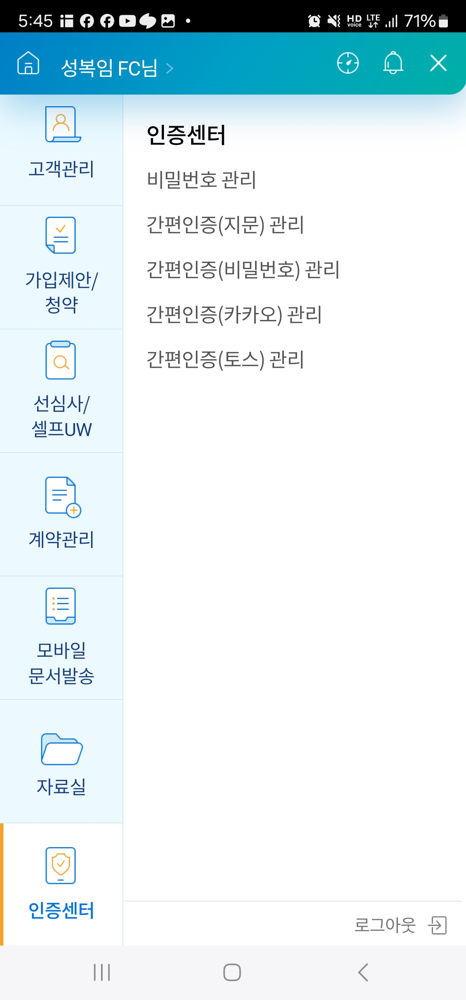 5:45
HD voice LTE 71%
성복임 FC님
고객관리
가입제안/
청약
선심사/
셀프UW
계약관리
모바일
문서발송
자료실
인증센터
인증센터
비밀번호 관리
간편인증(지문) 관리
간편인증(비밀번호) 관리
간편인증(카카오) 관리
간편인증(토스) 관리
로그아웃